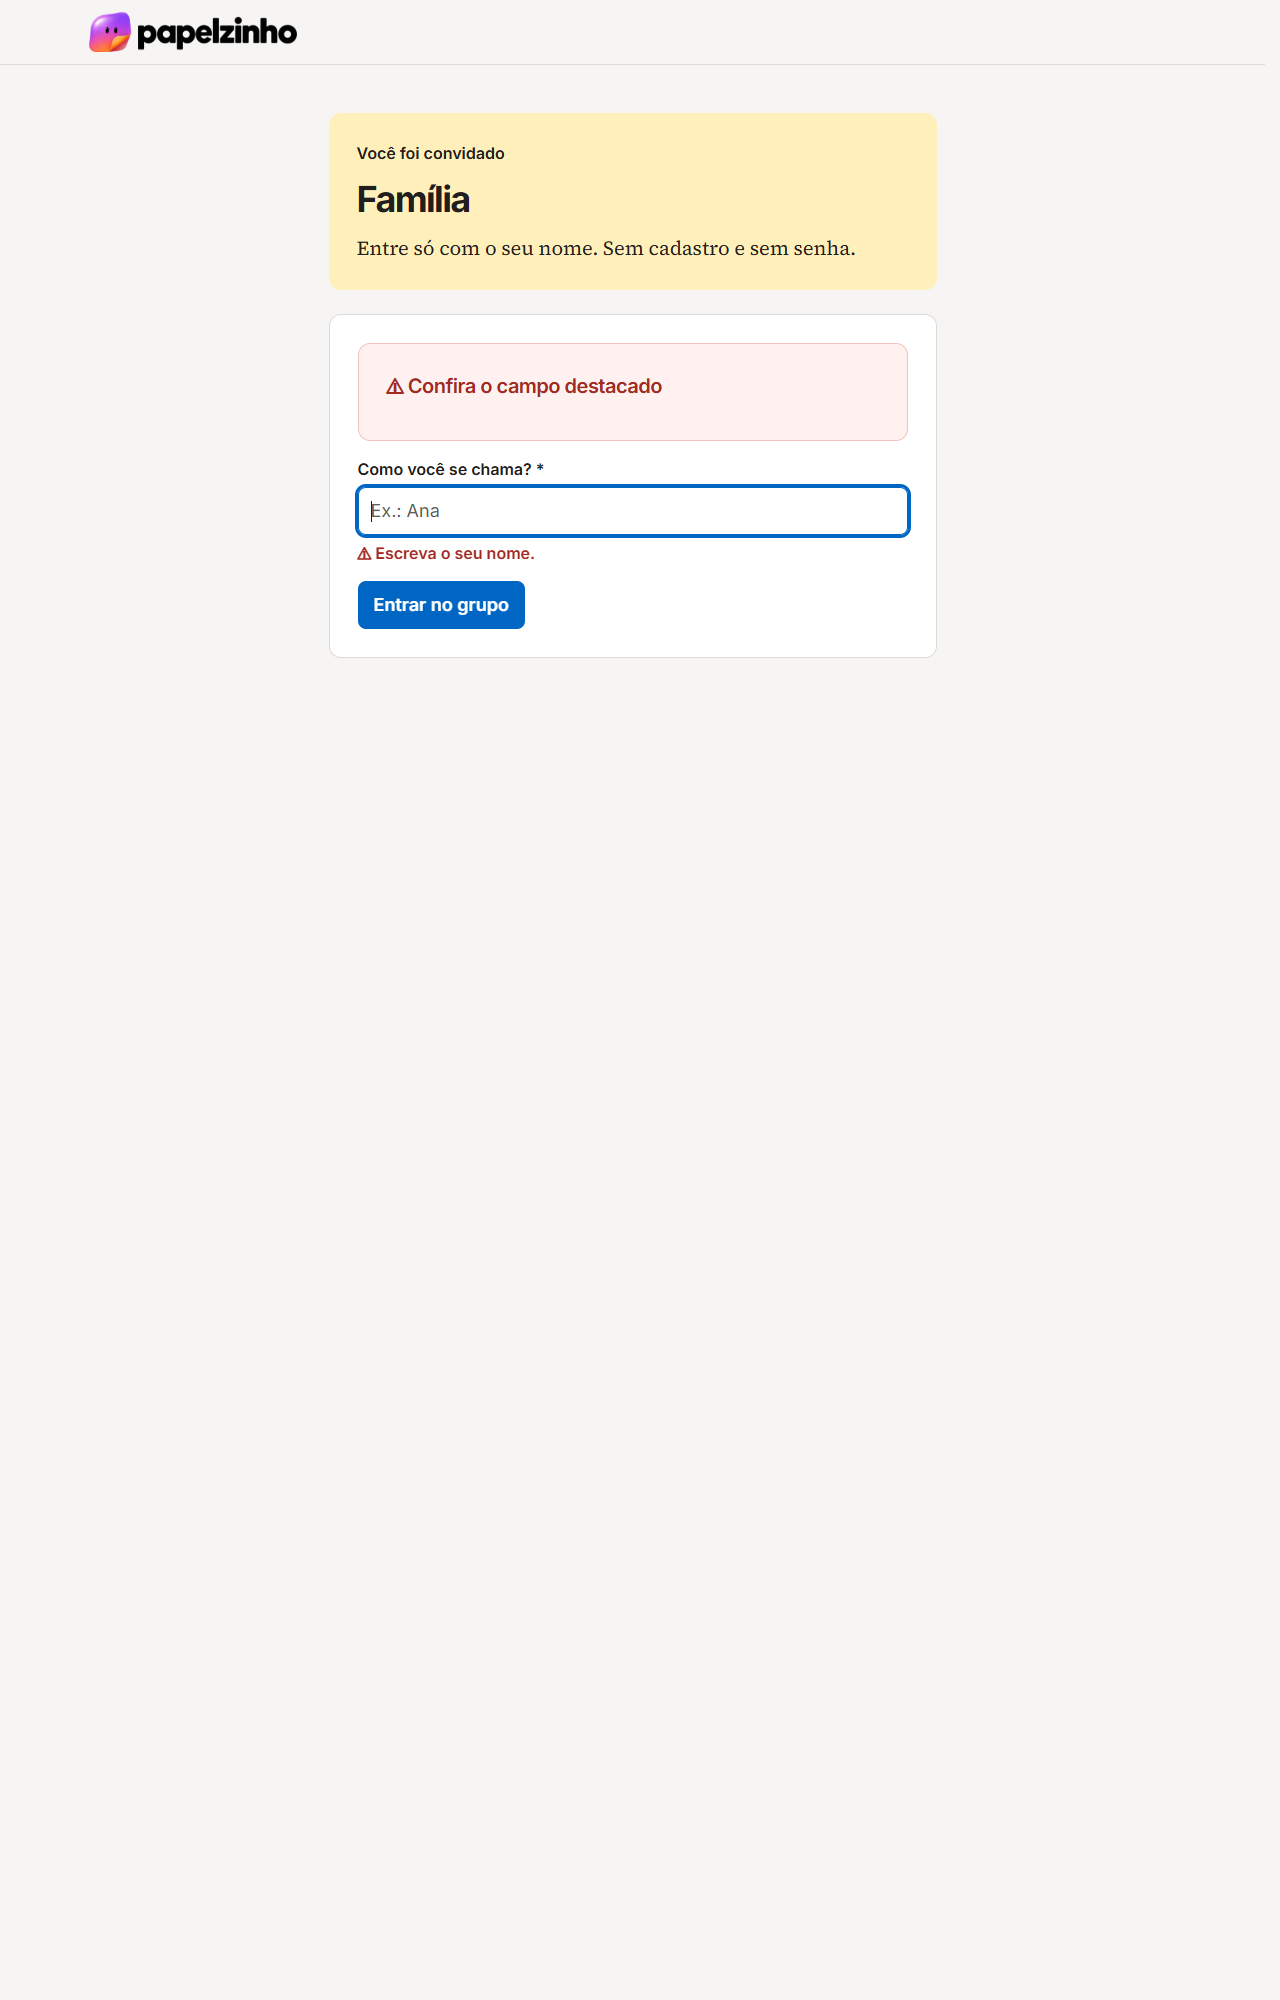 papelzinho
Você foi convidado
Família
Entre só com o seu nome. Sem cadastro e sem senha.
⚠ Confira o campo destacado
Como você se chama? *
Ex.: Ana
⚠ Escreva o seu nome.
Entrar no grupo